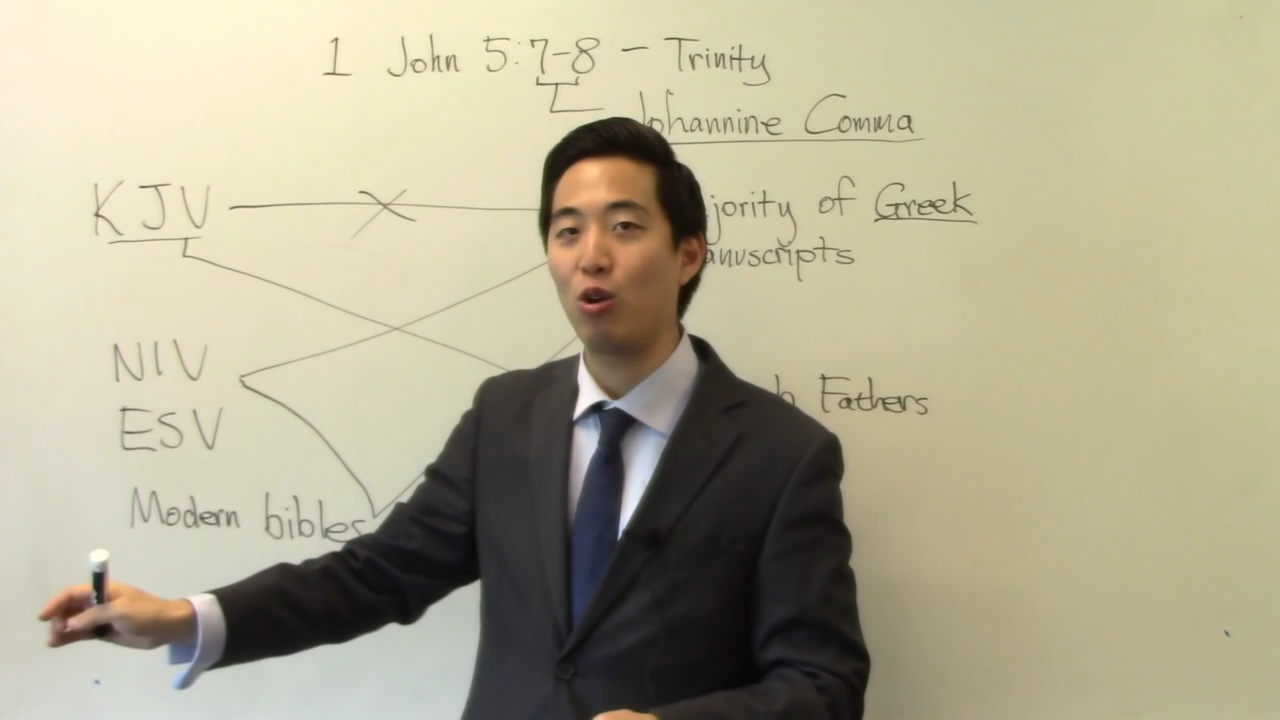 1 John 5:7-8 — Trinity
Johannine Comma
KJV
jority of Greek
anuscripts
NIV
Fathers
ESV
Modern bibles